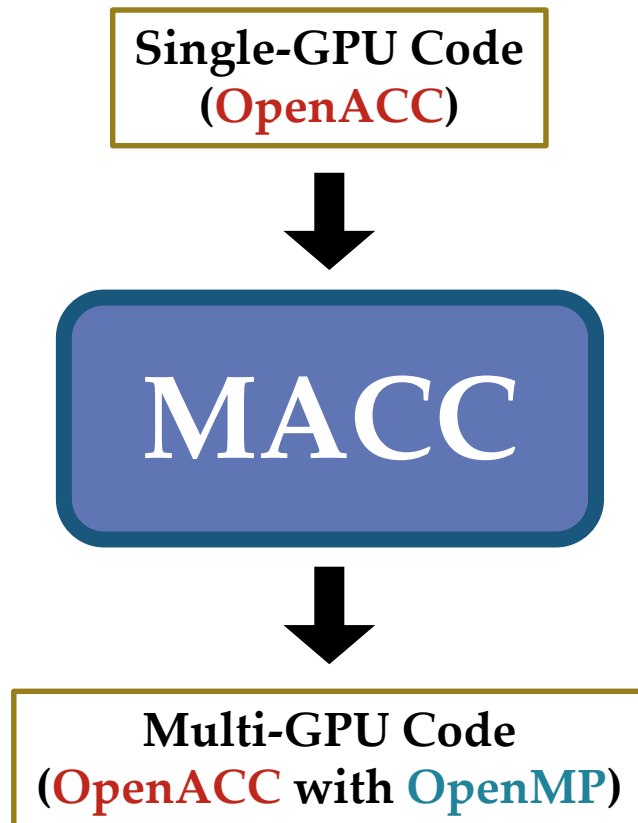 Single-GPU Code
(OpenACC)
MACC
Multi-GPU Code
(OpenACC with OpenMP)